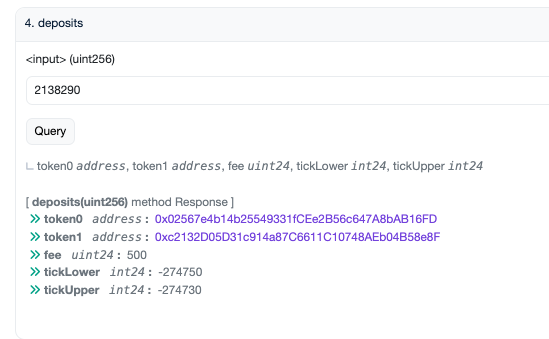 4. deposits
<input> (uint256)
2138290
Query
token0 address, token1 address, fee uint24, tickLower int24, tickUpper int24
[ deposits(uint256) method Response ]
token0 address : 0x02567e4b14b25549331fCEe2B56c647A8bAB16FD
token1 address : 0xc2132D05D31c914a87C6611C10748AEb04B58e8F
fee uint24 : 500
tickLower int24 : -274750
tickUpper int24 : -274730